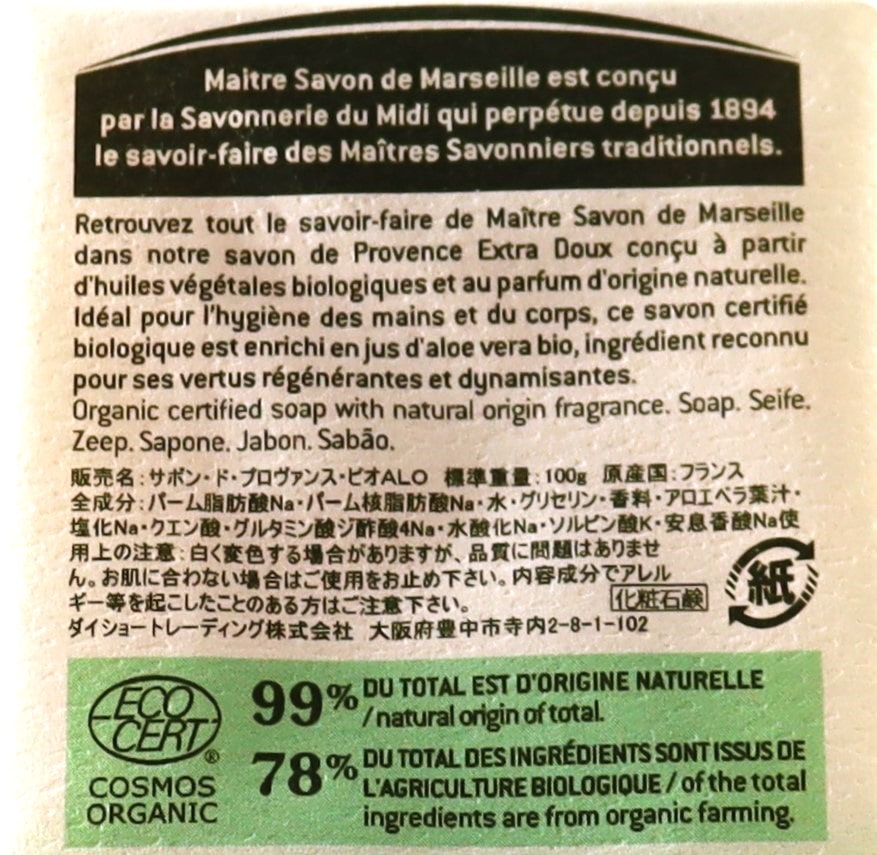 Maitre Savon de Marseille est conçu
par la Savonnerie du Midi qui perpétue depuis 1894
le savoir-faire des Maîtres Savonniers traditionnels.
Retrouvez tout le savoir-faire de Maître Savon de Marseille
dans notre savon de Provence Extra Doux conçu à partir
d'huiles végétales biologiques et au parfum d'origine naturelle.
Idéal pour l'hygiène des mains et du corps, ce savon certifié
biologique est enrichi en jus d'aloe vera bio, ingrédient reconnu
pour ses vertus régénérantes et dynamisantes.
Organic certified soap with natural origin fragrance. Soap. Seife.
Zeep. Sapone. Jabon. Sabão.
販売名:サボン・ド・プロヴァンス・ビオALO 標準重量:100g 原産国:フランス
全成分:パーム脂肪酸Na・パーム核脂肪酸Na・水・グリセリン・香料・アロエベラ葉汁・
塩化Na・クエン酸・グルタミン酸ジ酢酸4Na・水酸化Na・ソルビン酸K・安息香酸Na使
用上の注意:白く変色する場合がありますが、品質に問題はありませ
ん。お肌に合わない場合はご使用をお止め下さい。内容成分でアレル
ギー等を起こしたことのある方はご注意下さい。
化粧石鹸
紙
ダイショートレーディング株式会社 大阪府豊中市寺内2-8-1-102
ECO
CERT®
COSMOS
ORGANIC
99% DU TOTAL EST D'ORIGINE NATURELLE
/ natural origin of total.
78% DU TOTAL DES INGRÉDIENTS SONT ISSUS DE
L'AGRICULTURE BIOLOGIQUE / of the total
ingredients are from organic farming.